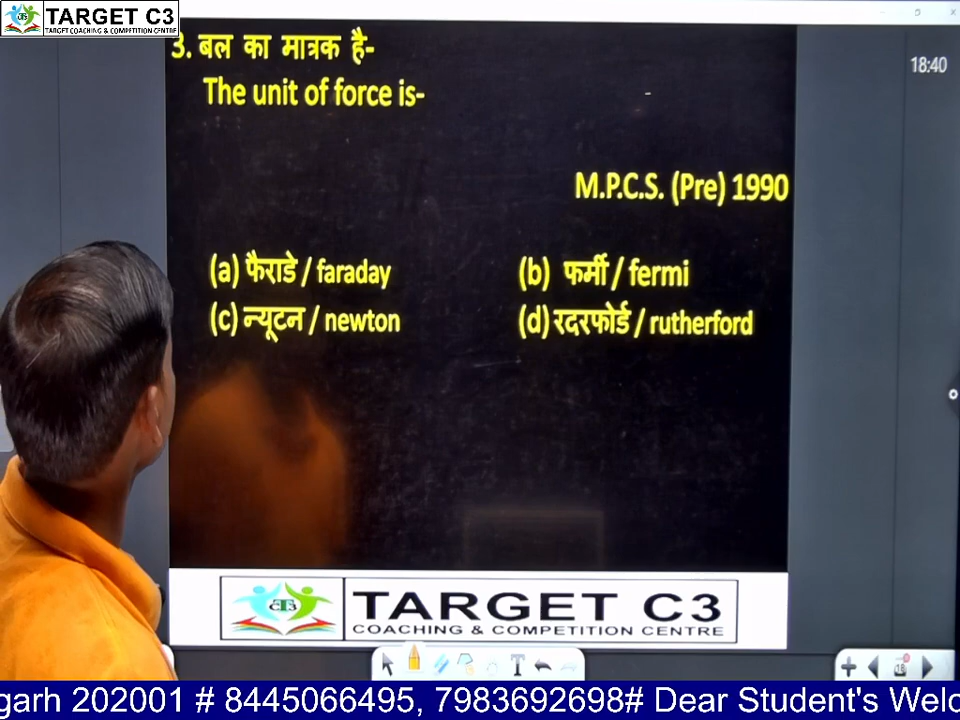 TARGET C3
TARGET COACHING & COMPETITION CENTRE
3. बल का मात्रक है-
The unit of force is-
18:40
M.P.C.S. (Pre) 1990
(a) फैराडे / faraday
(b) फर्मी / fermi
(c) न्यूटन / newton
(d) रदरफोर्ड / rutherford
TARGET C3
COACHING & COMPETITION CENTRE
T
18
garh 202001 # 8445066495, 7983692698# Dear Student's Welc